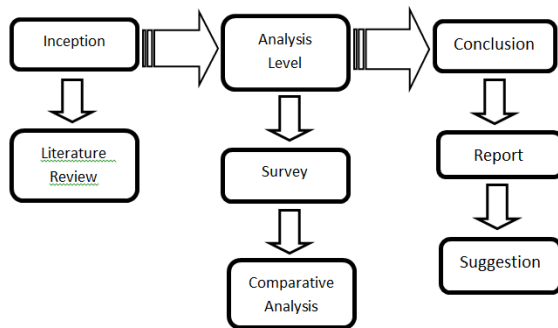 Inception
Analysis
Level
Conclusion
Literature
Review
Survey
Report
Comparative
Analysis
Suggestion